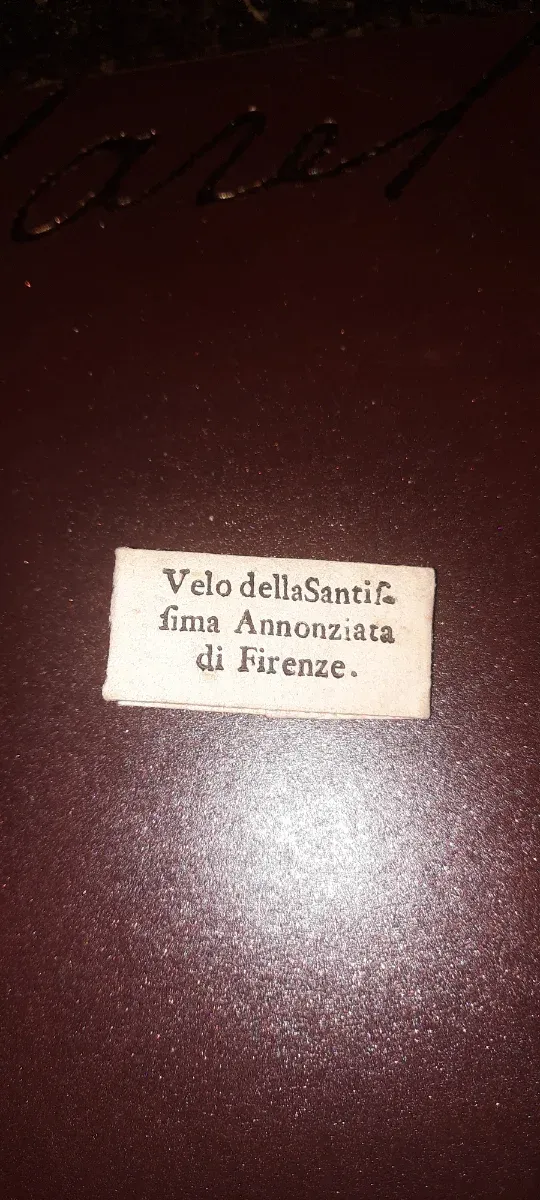 Velo dellaSantiſ-
ſima Annonziata
di Firenze.